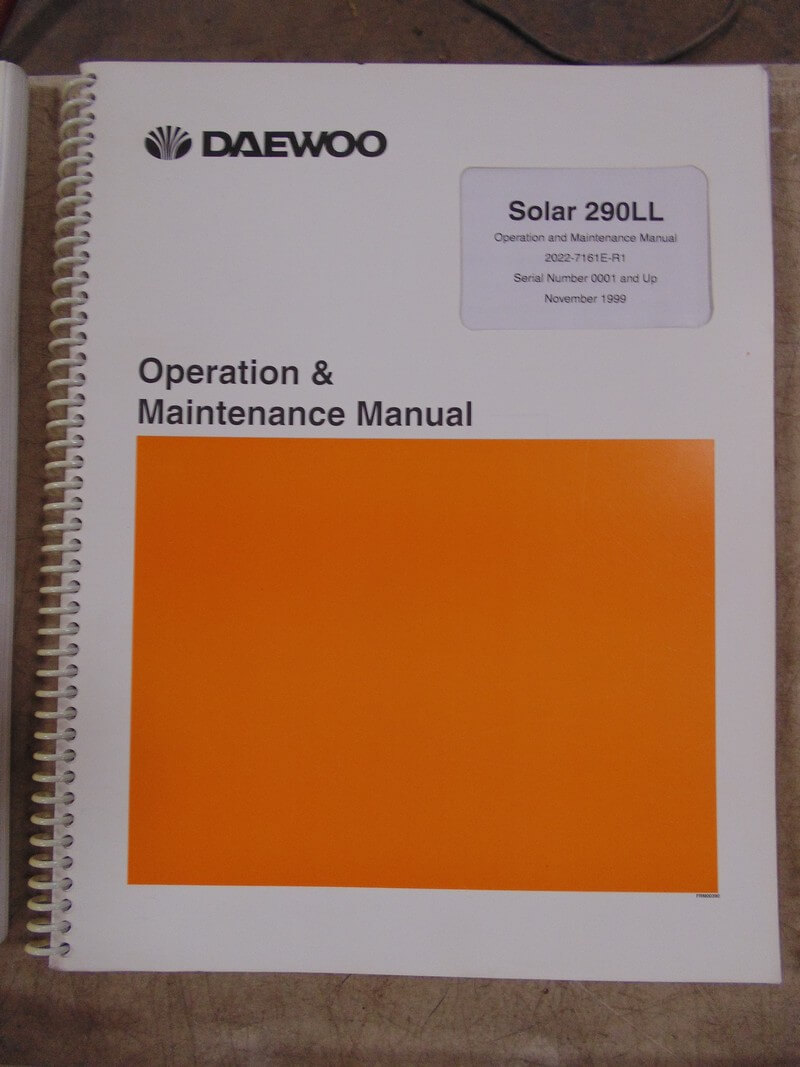 DAEWOO
Solar 290LL
Operation and Maintenance Manual
2022-7161E-R1
Serial Number 0001 and Up
November 1999
Operation &
Maintenance Manual